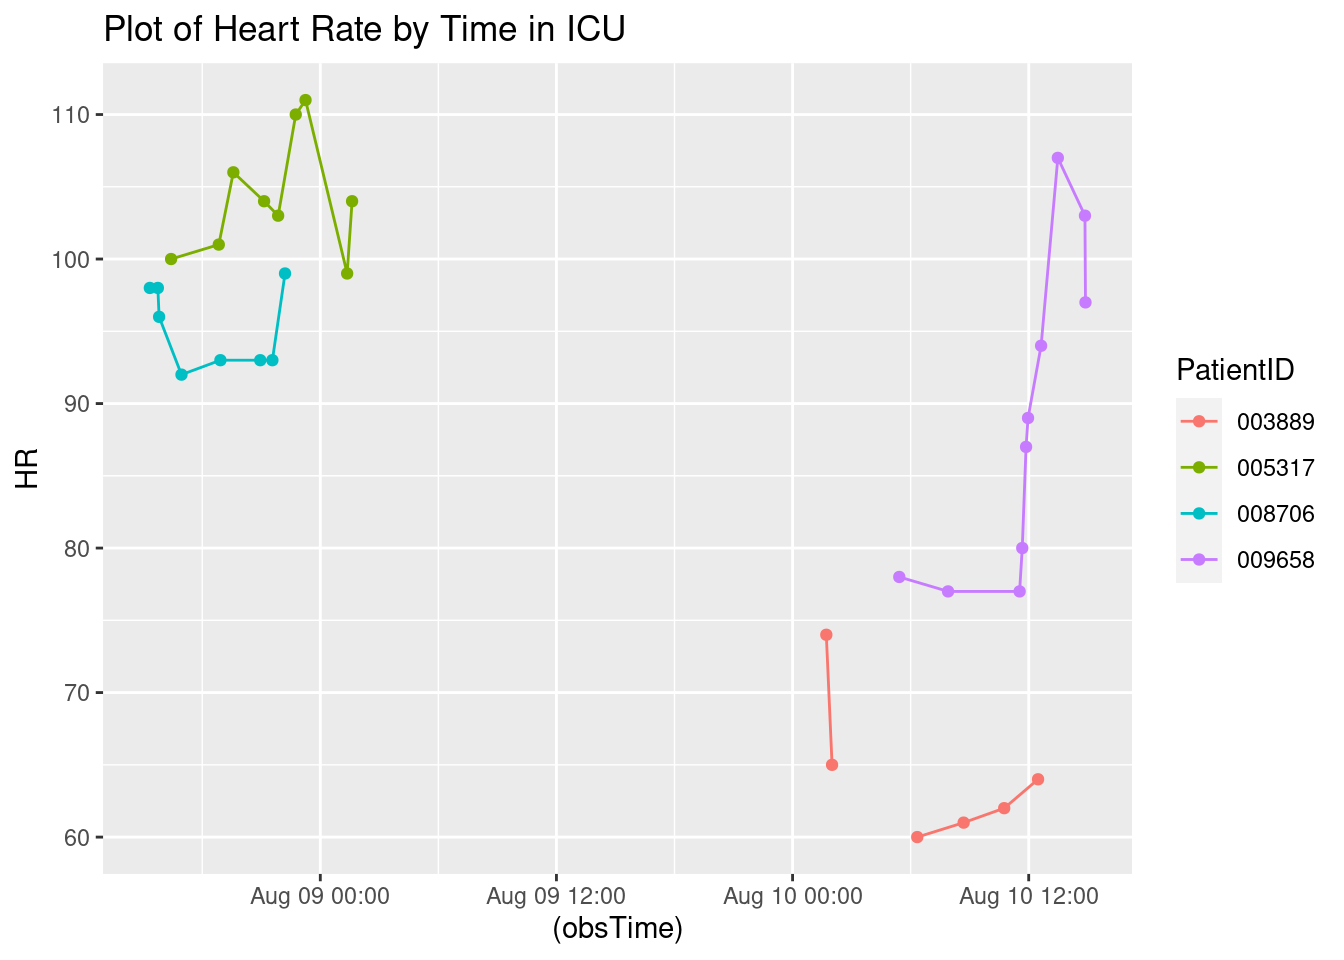 Plot of Heart Rate by Time in ICU
110
100
90
80
70
60
HR
Aug 09 00:00
Aug 09 12:00
Aug 10 00:00
Aug 10 12:00
(obsTime)
PatientID
003889
005317
008706
009658